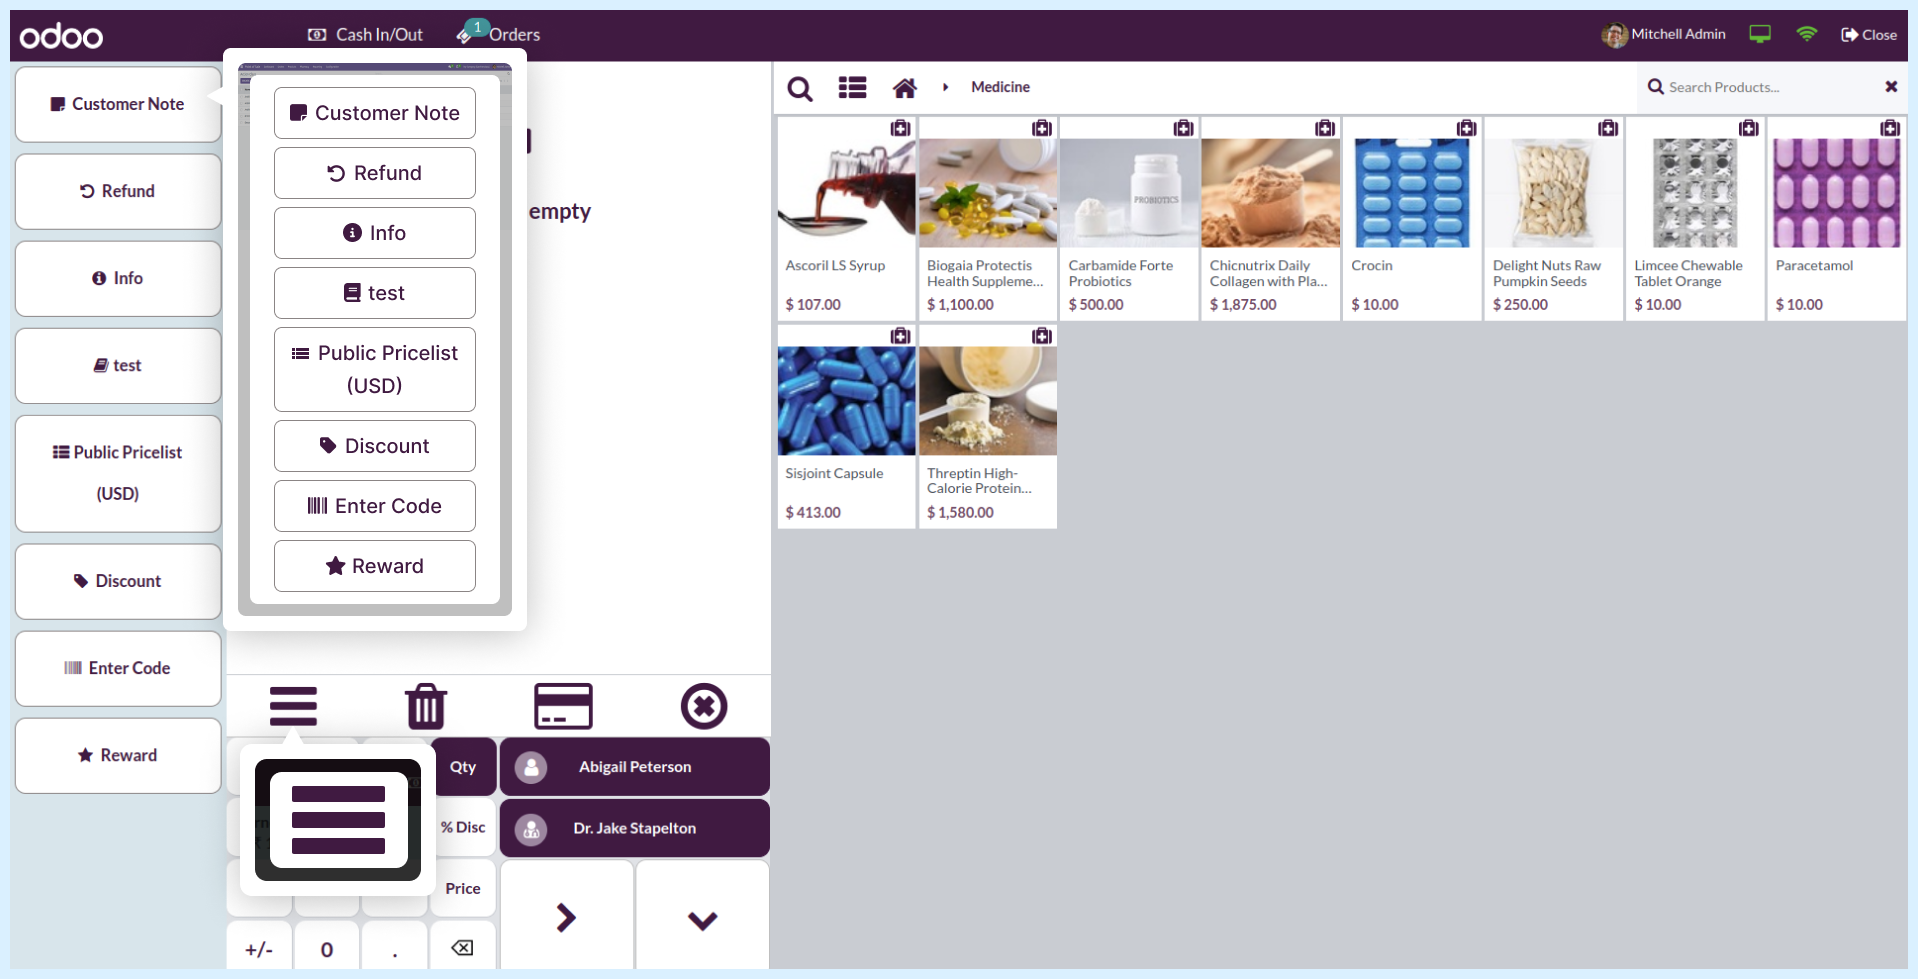 odoo
Cash In/Out
1
Orders
Mitchell Admin
Close
Customer Note
Refund
Info
test
Public Pricelist
(USD)
Discount
Enter Code
Reward
Customer Note
Refund
Info
test
Public Pricelist
(USD)
Discount
Enter Code
Reward
empty
Medicine
Search Products...
Ascoril LS Syrup
$ 107.00
Biogaia Protectis
Health Suppleme...
$ 1,100.00
PROBIOTICS
Carbamide Forte
Probiotics
$ 500.00
Chicnutrix Daily
Collagen with Pla...
$ 1,875.00
Crocin
$ 10.00
Delight Nuts Raw
Pumpkin Seeds
$ 250.00
Limcee Chewable
Tablet Orange
$ 10.00
Paracetamol
$ 10.00
Sisjoint Capsule
$ 413.00
Threptin High-
Calorie Protein...
$ 1,580.00
Qty
% Disc
Price
+/-
0
.
Abigail Peterson
Dr. Jake Stapelton